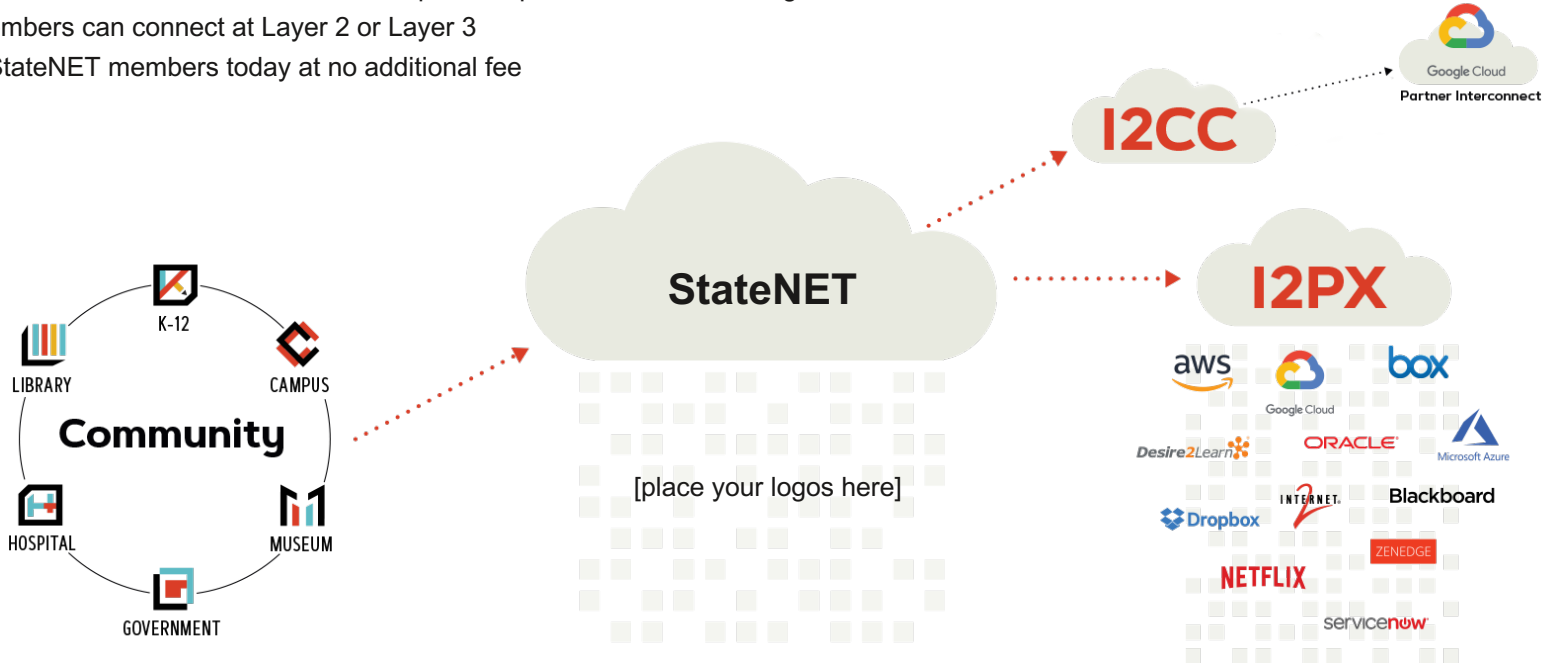 mbers can connect at Layer 2 or Layer 3
StateNET members today at no additional fee
Google Cloud
Partner Interconnect
I2CC
StateNET
I2PX
K-12
LIBRARY
CAMPUS
Community
HOSPITAL
MUSEUM
GOVERNMENT
[place your logos here]
aws
Google Cloud
box
Desire2Learn
ORACLE
Microsoft Azure
Dropbox
INTERNET
2
Blackboard
ZENEDGE
NETFLIX
servicenow